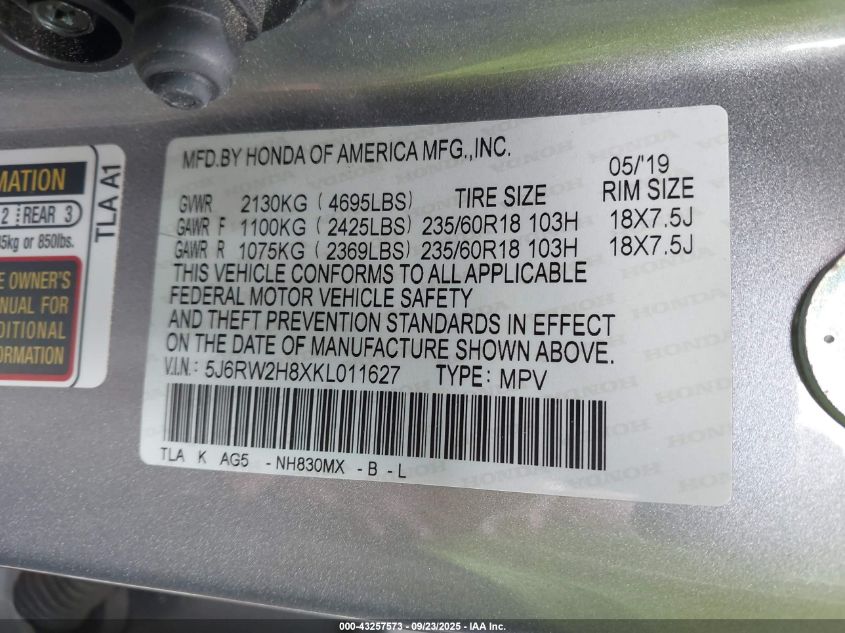 MATION
2 REAR 3
5kg or 850lbs.
E OWNER'S
NUAL FOR
DITIONAL
ORMATION
TLA A1
MFD.BY HONDA OF AMERICA MFG.,INC.
05/'19
GVWR 2130KG ( 4695LBS) TIRE SIZE RIM SIZE
GAWR F 1100KG ( 2425LBS) 235/60R18 103H 18X7.5J
GAWR R 1075KG ( 2369LBS) 235/60R18 103H 18X7.5J
THIS VEHICLE CONFORMS TO ALL APPLICABLE
FEDERAL MOTOR VEHICLE SAFETY
AND THEFT PREVENTION STANDARDS IN EFFECT
ON THE DATE OF MANUFACTURE SHOWN ABOVE.
V.I.N.: 5J6RW2H8XKL011627 TYPE: MPV
TLA K AG5 -NH830MX -B -L
000-43257573 - 09/23/2025 - IAA Inc.